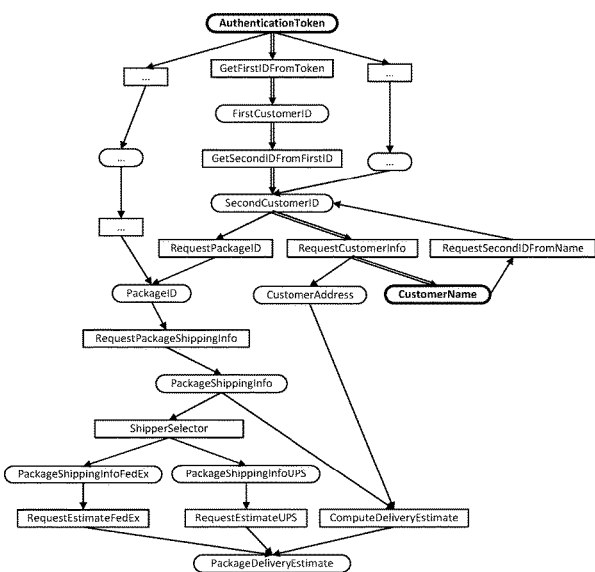 AuthenticationToken
...
GetFirstIDFromToken
...
FirstCustomerID
...
GetSecondIDFromFirstID
...
SecondCustomerID
...
RequestPackageID
RequestCustomerInfo
RequestSecondIDFromName
PackageID
CustomerAddress
CustomerName
RequestPackageShippingInfo
PackageShippingInfo
ShipperSelector
PackageShippingInfoFedEx
PackageShippingInfoUPS
RequestEstimateFedEx
RequestEstimateUPS
ComputeDeliveryEstimate
PackageDeliveryEstimate